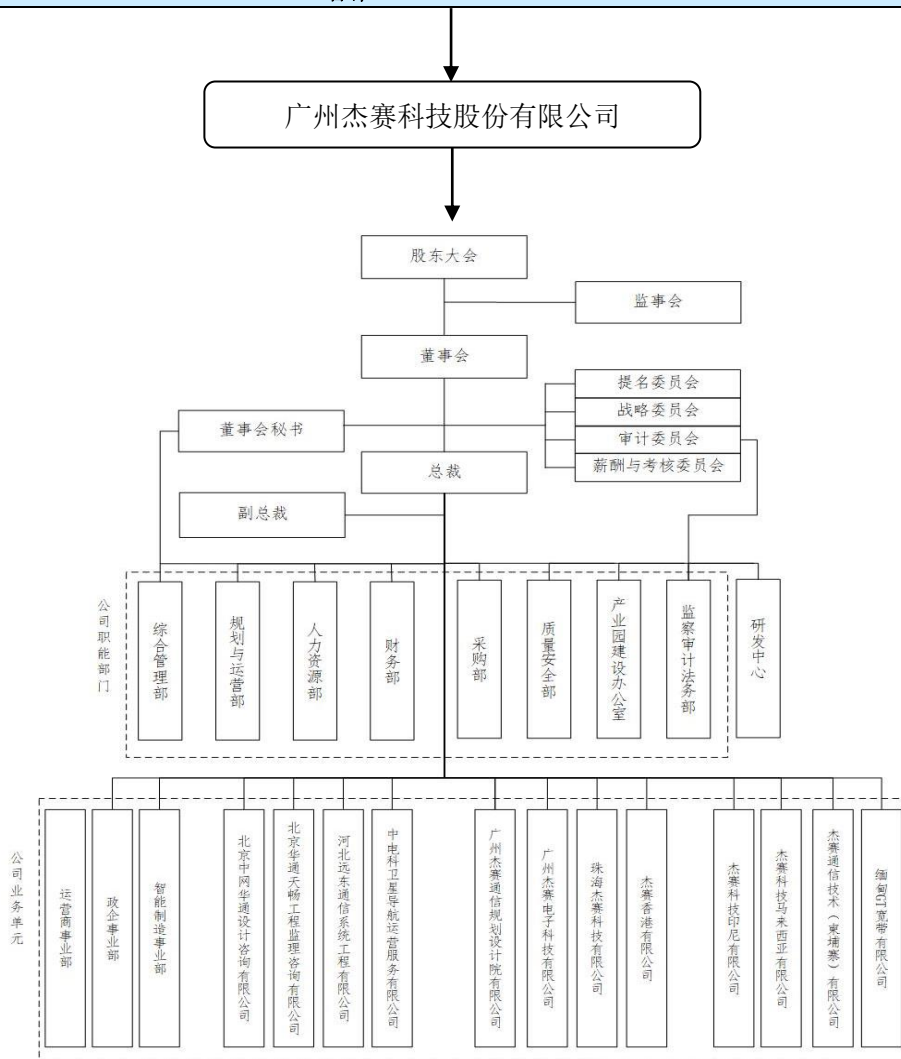 广州杰赛科技股份有限公司
股东大会
监事会
董事会
提名委员会
战略委员会
审计委员会
薪酬与考核委员会
董事会秘书
总裁
副总裁
公司职能部门
综合管理部
规划与运营部
人力资源部
财务部
采购部
质量安全部
产业园建设办公室
监察审计法务部
研发中心
公司业务单元
运营商事业部
政企事业部
智能制造事业部
北京中网华通设计咨询有限公司
北京华通天畅工程监理咨询有限公司
河北远东通信系统工程有限公司
中电科卫星导航运营服务有限公司
广州杰赛通信规划设计院有限公司
广州杰赛电子科技有限公司
珠海杰赛科技有限公司
杰赛香港有限公司
杰赛科技印尼有限公司
杰赛科技马来西亚有限公司
杰赛通信技术（柬埔寨）有限公司
缅甸GT宽带有限公司